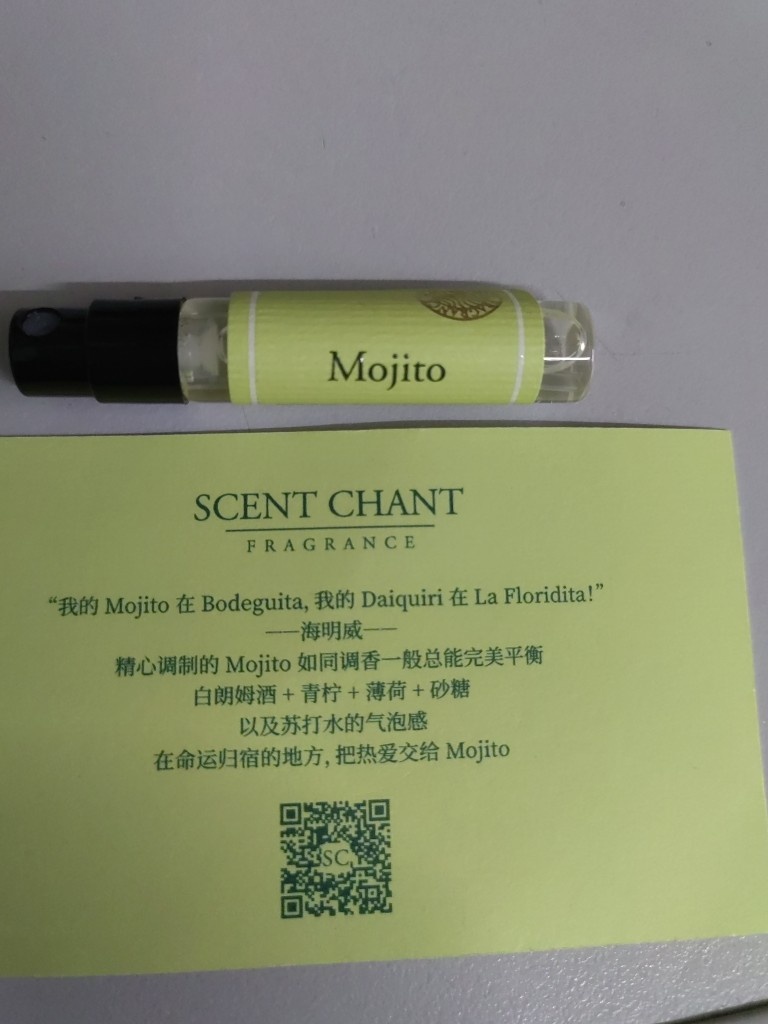 Mojito
SCENT CHANT
FRAGRANCE
“我的 Mojito 在 Bodeguita, 我的 Daiquiri 在 La Floridita!”
——海明威——
精心调制的 Mojito 如同调香一般总能完美平衡
白朗姆酒 + 青柠 + 薄荷 + 砂糖
以及苏打水的气泡感
在命运归宿的地方, 把热爱交给 Mojito
SC